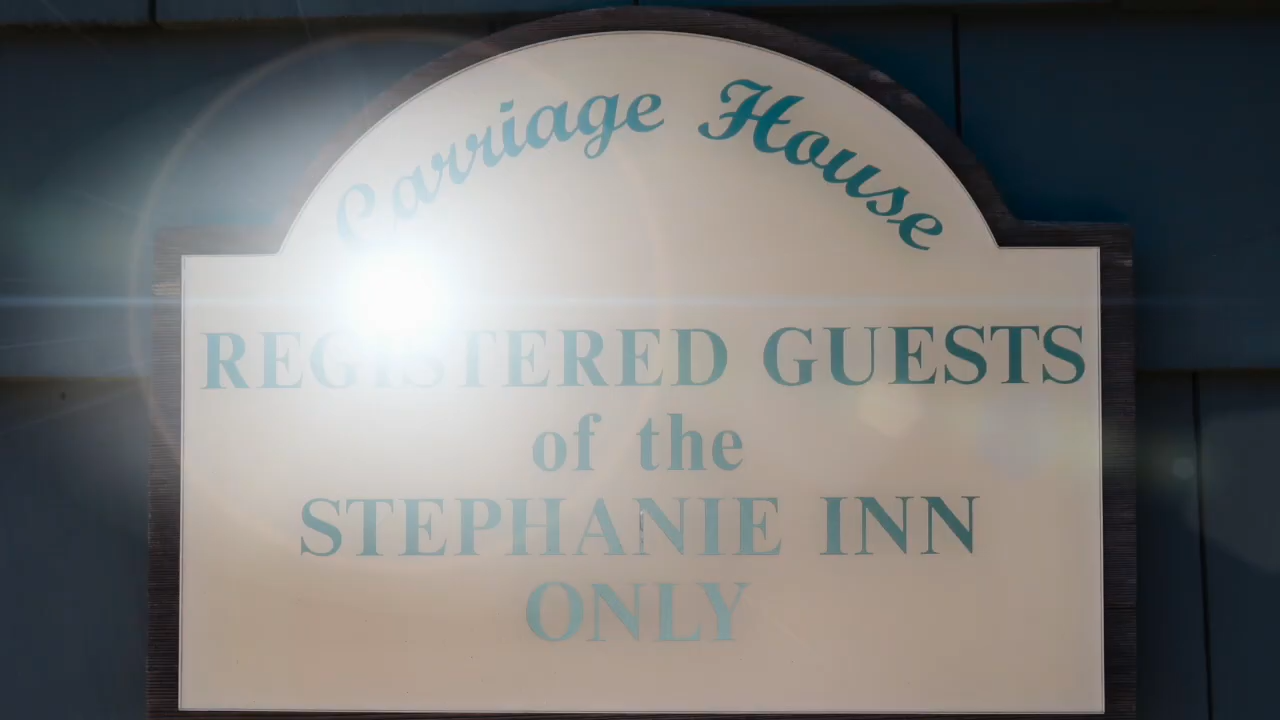 Carriage House
REGISTERED GUESTS
of the
STEPHANIE INN
ONLY